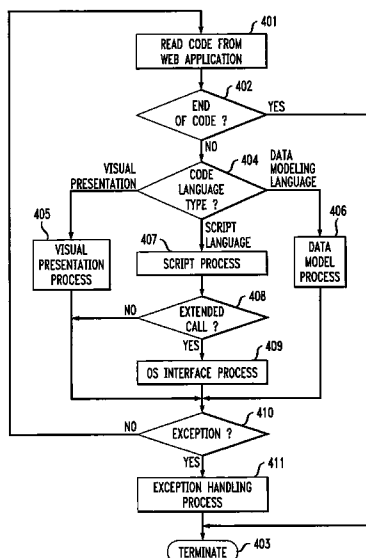 401
READ CODE FROM
WEB APPLICATION
402
END
OF CODE ?
YES
NO
VISUAL
PRESENTATION
404
CODE
LANGUAGE
TYPE ?
DATA
MODELING
LANGUAGE
405
VISUAL
PRESENTATION
PROCESS
407
SCRIPT
LANGUAGE
SCRIPT PROCESS
406
DATA
MODEL
PROCESS
408
NO
EXTENDED
CALL ?
YES
409
OS INTERFACE PROCESS
410
NO
EXCEPTION ?
YES
411
EXCEPTION HANDLING
PROCESS
TERMINATE
403